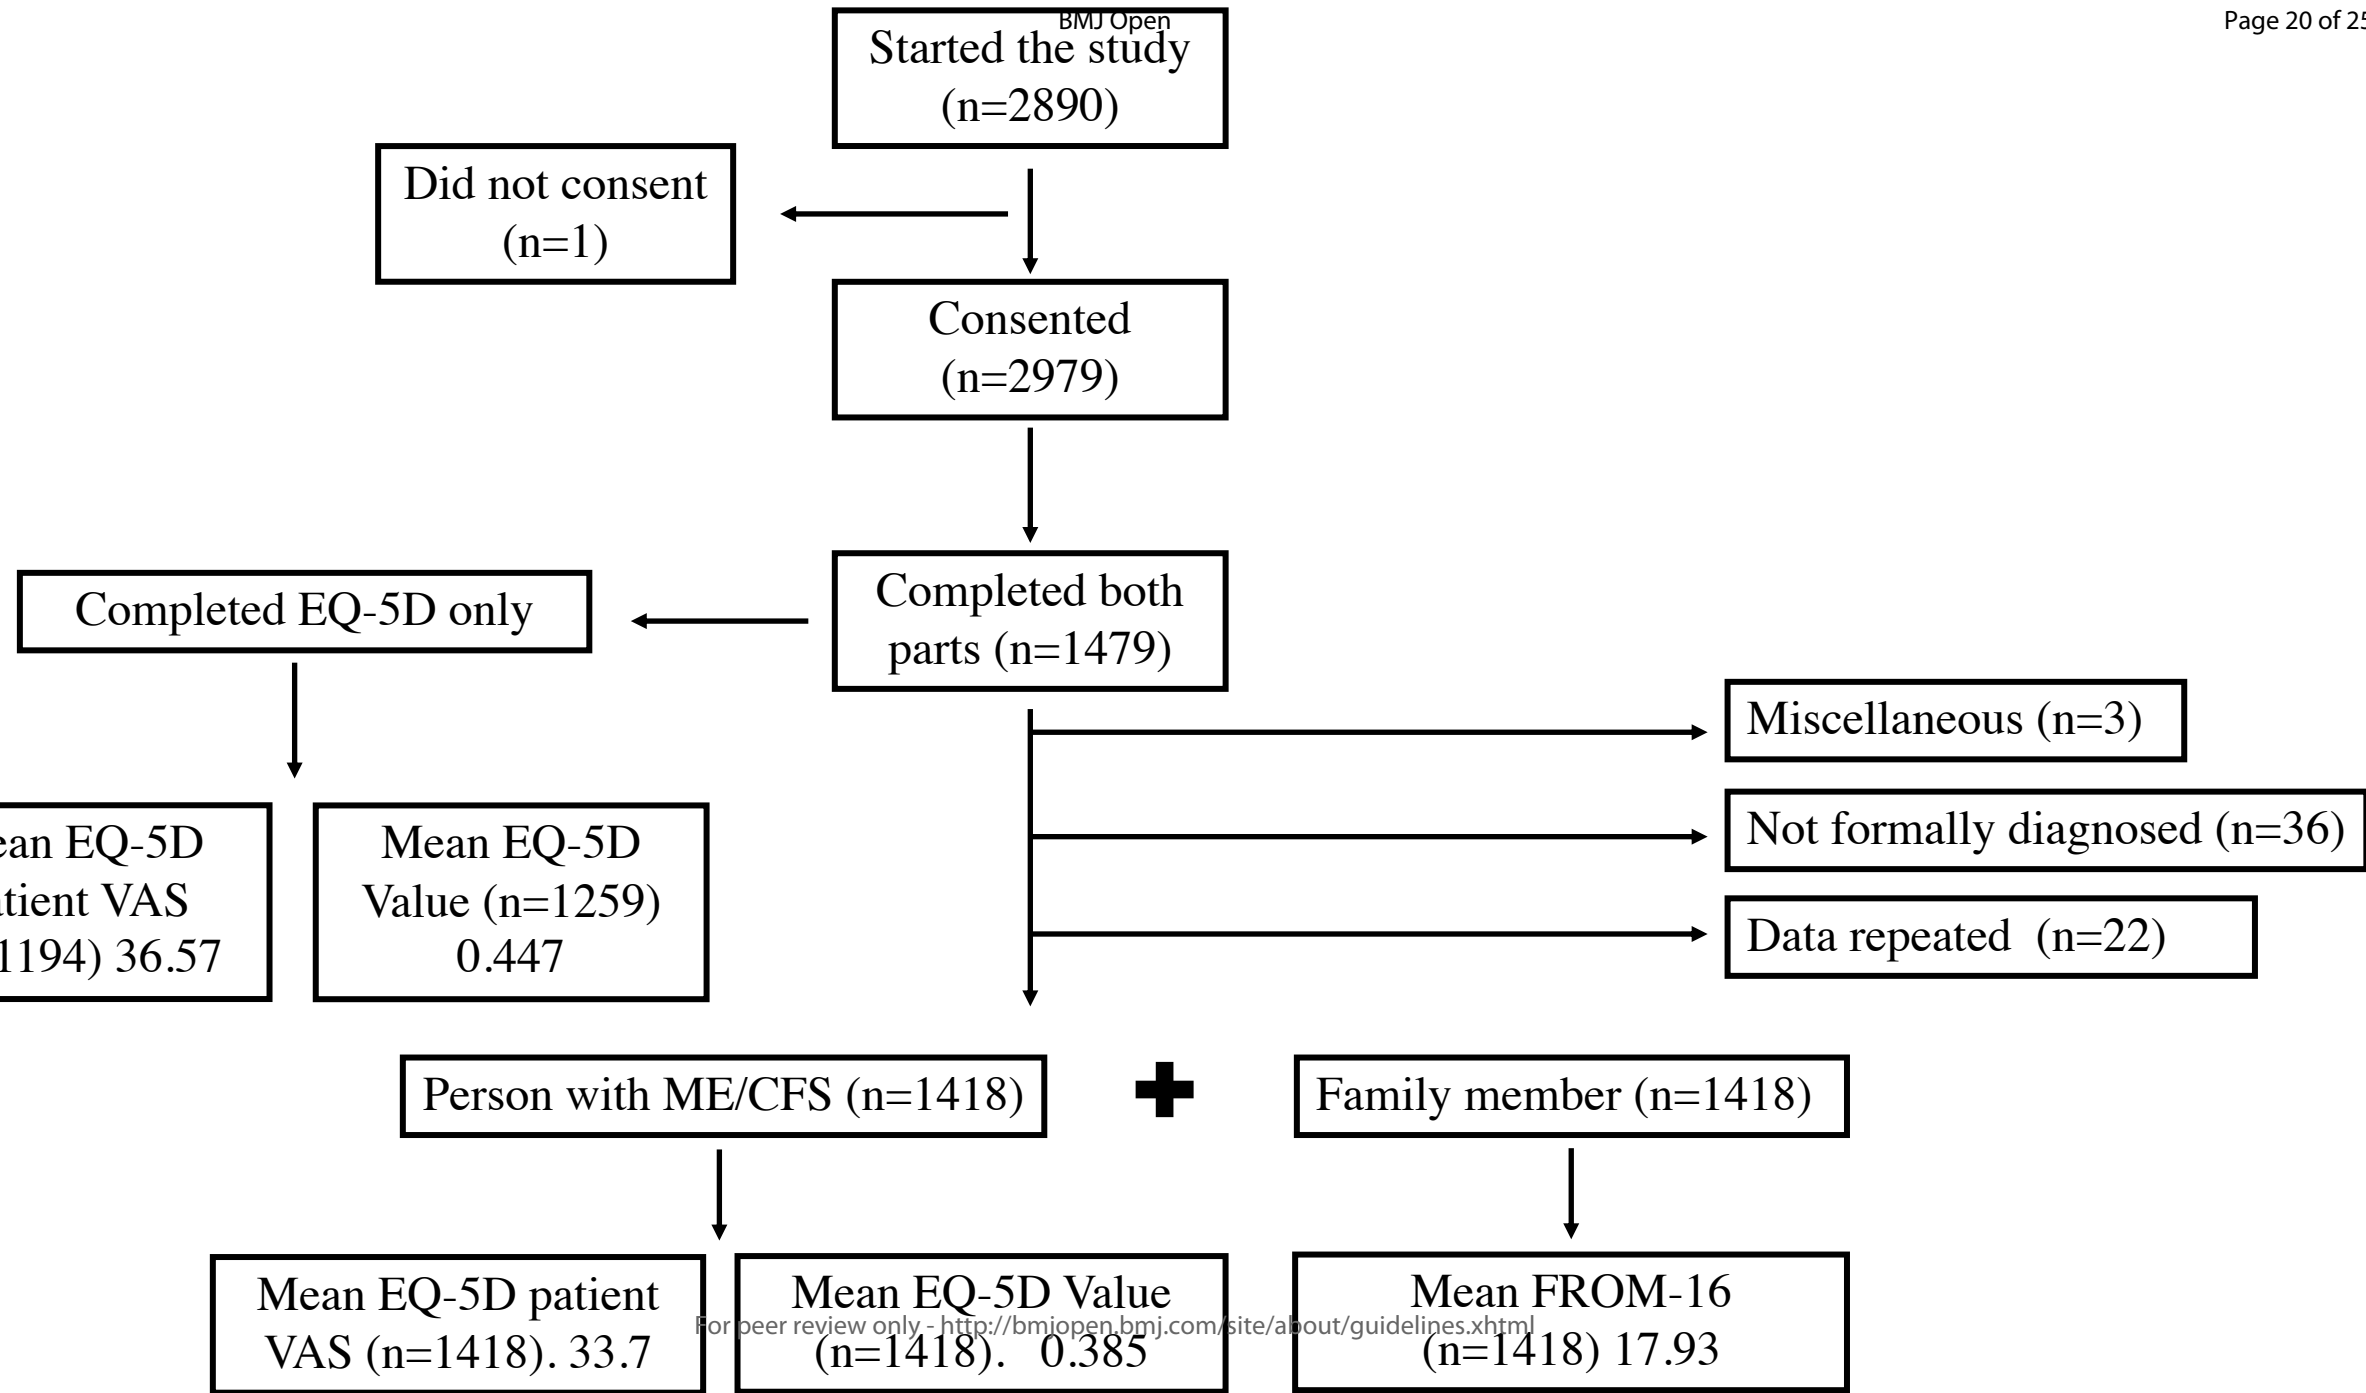 BMJ Open
Page 20 of 25
Started the study
(n=2890)
Did not consent
(n=1)
Consented
(n=2979)
Completed both
parts (n=1479)
Completed EQ-5D only
Miscellaneous (n=3)
Not formally diagnosed (n=36)
Data repeated (n=22)
EQ-5D
VAS
1194) 36.57
Mean EQ-5D
Value (n=1259)
0.447
Person with ME/CFS (n=1418)
Family member (n=1418)
Mean EQ-5D patient
VAS (n=1418). 33.7
Mean EQ-5D Value
(n=1418). 0.385
Mean FROM-16
(n=1418) 17.93
For peer review only - http://bmjopen.bmj.com/site/about/guidelines.xhtml